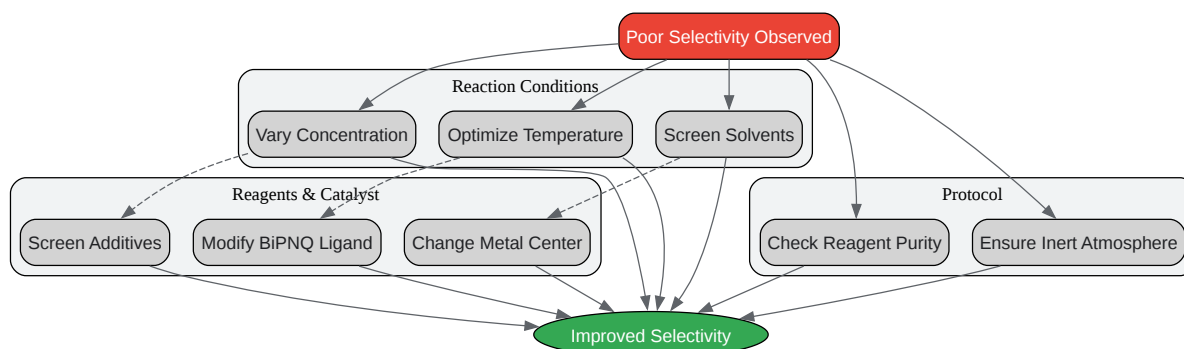 Poor Selectivity Observed
Reaction Conditions
Vary Concentration
Optimize Temperature
Screen Solvents
Reagents & Catalyst
Protocol
Screen Additives
Modify BiPNQ Ligand
Change Metal Center
Check Reagent Purity
Ensure Inert Atmosphere
Improved Selectivity